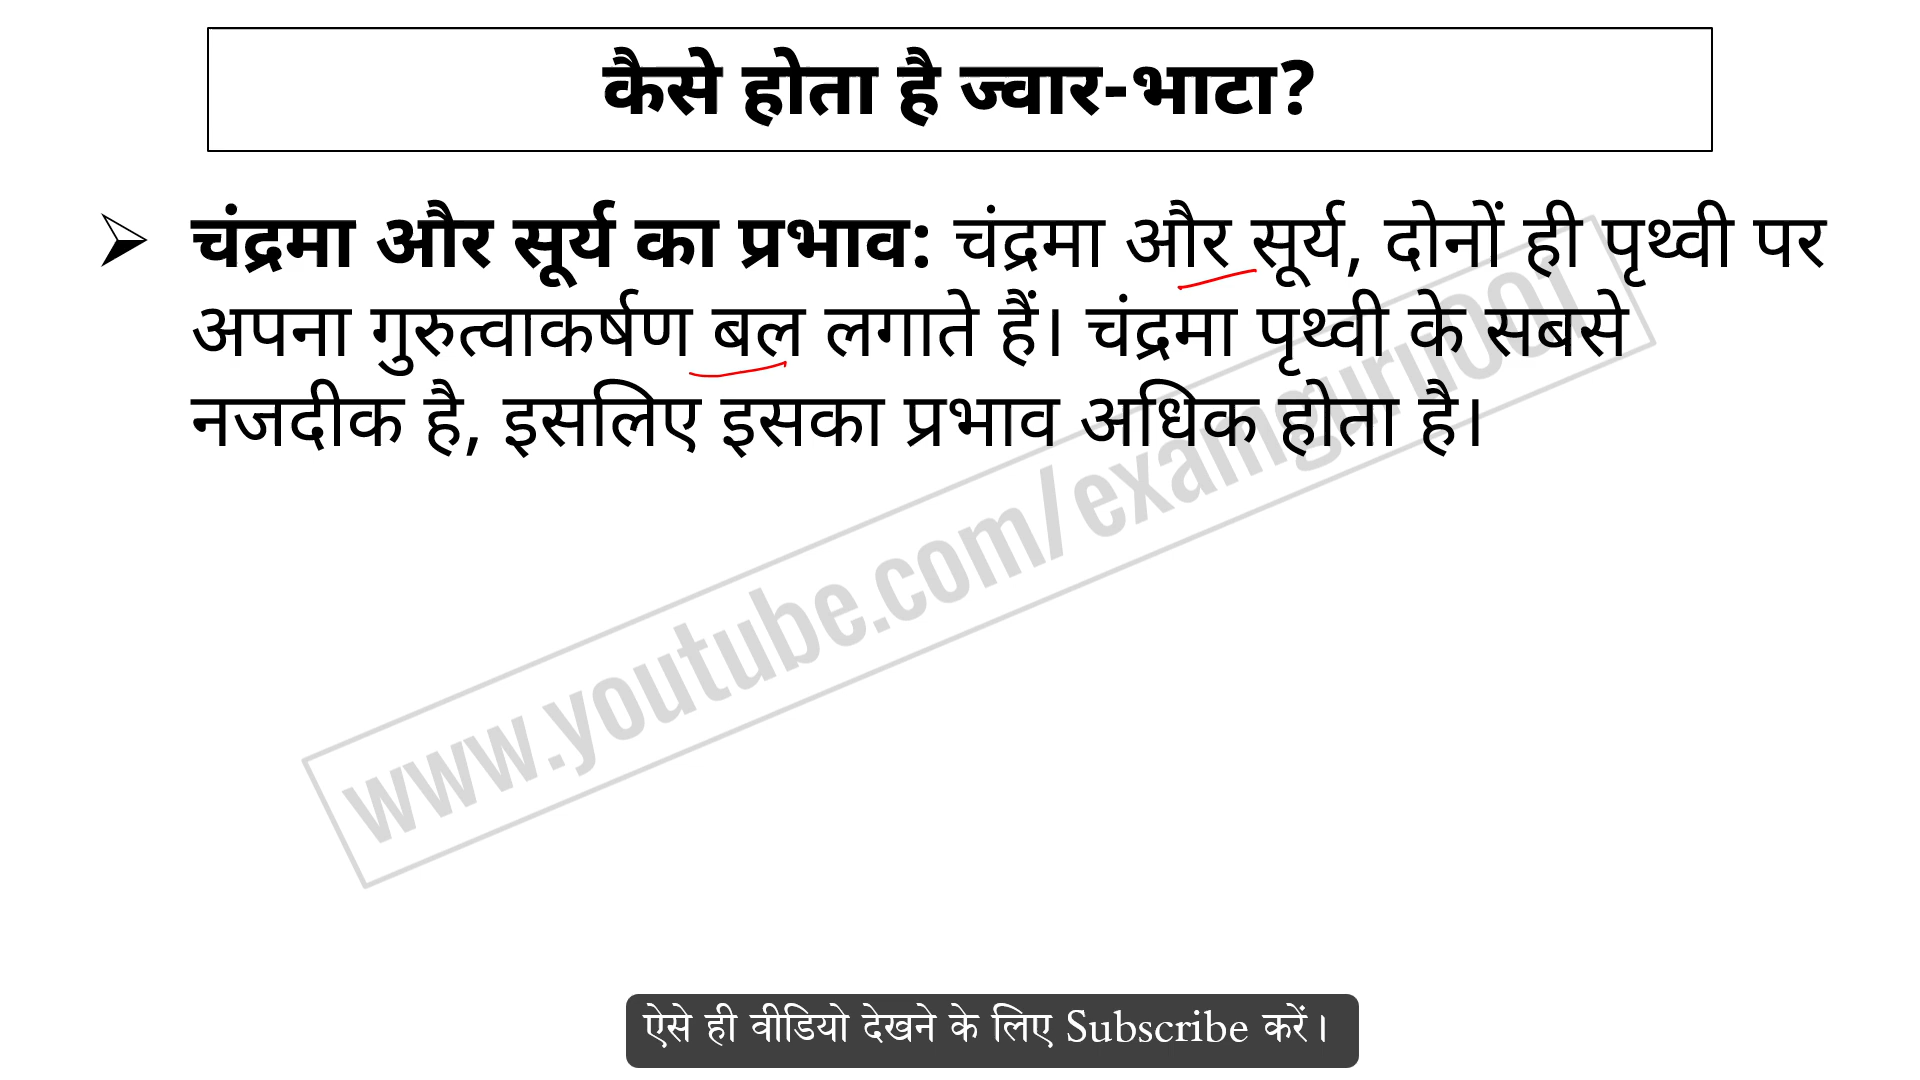 कैसे होता है ज्वार-भाटा?
चंद्रमा और सूर्य का प्रभाव: चंद्रमा और सूर्य, दोनों ही पृथ्वी पर
अपना गुरुत्वाकर्षण बल लगाते हैं। चंद्रमा पृथ्वी के सबसे
नजदीक है, इसलिए इसका प्रभाव अधिक होता है।
www.youtube.com/examguru001
ऐसे ही वीडियो देखने के लिए Subscribe करें।